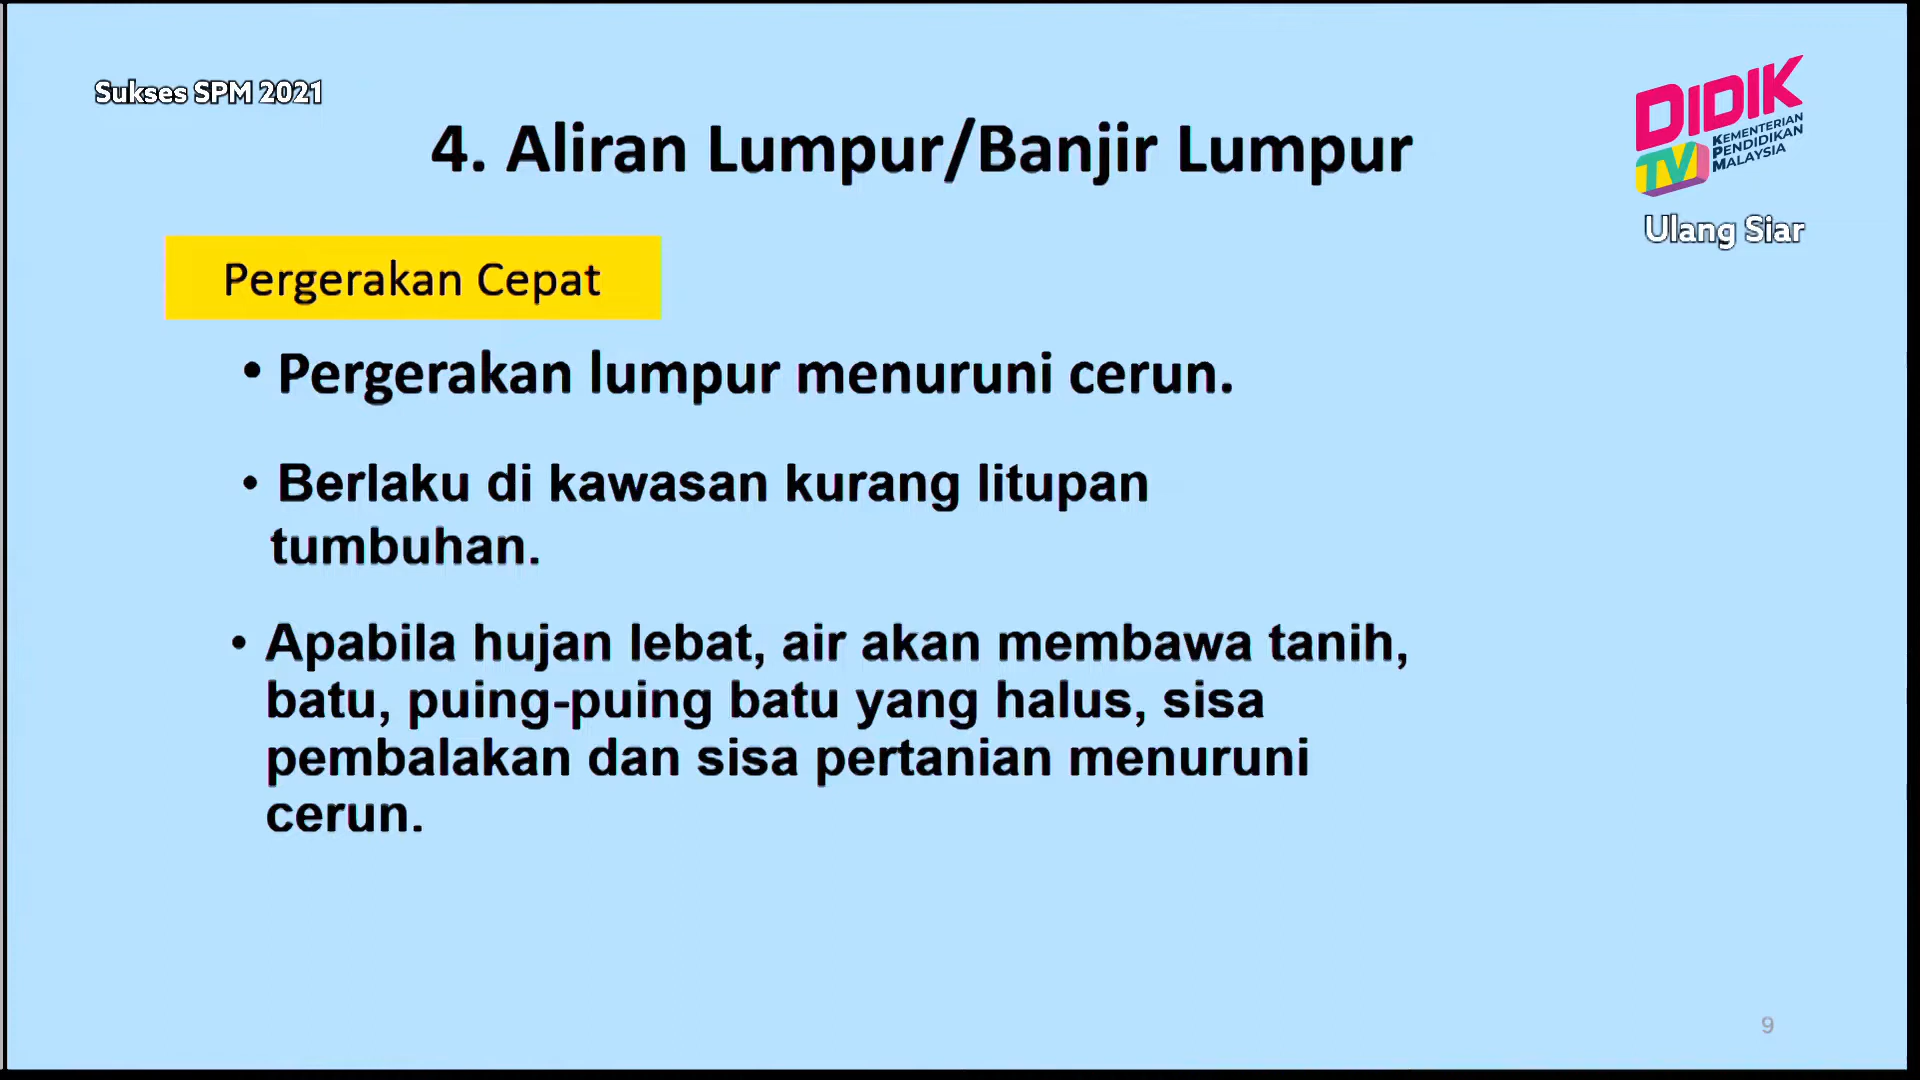 Sukses SPM 2021
DIDIK
TV
KEMENTERIAN
PENDIDIKAN
MALAYSIA
Ulang Siar
4. Aliran Lumpur/Banjir Lumpur
Pergerakan Cepat
• Pergerakan lumpur menuruni cerun.
• Berlaku di kawasan kurang litupan
tumbuhan.
• Apabila hujan lebat, air akan membawa tanih,
batu, puing-puing batu yang halus, sisa
pembalakan dan sisa pertanian menuruni
cerun.
9